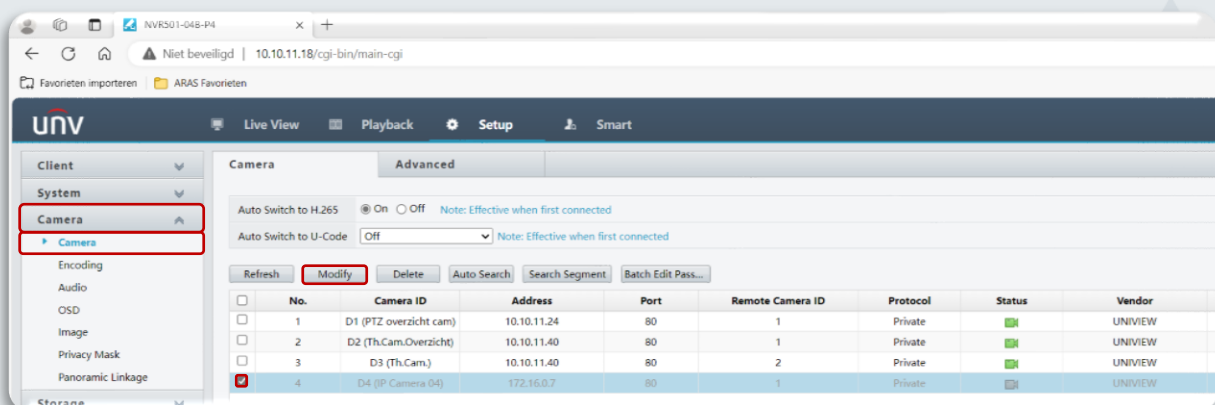 NVR501-04B-P4
Niet beveiligd | 10.10.11.18/cgi-bin/main-cgi
Favorieten importeren ARAS Favorieten
unv Live View Playback Setup Smart
Client
System
Camera
Camera
Encoding
Audio
OSD
Image
Privacy Mask
Panoramic Linkage
Storage
Camera Advanced
Auto Switch to H.265 On Off Note: Effective when first connected
Auto Switch to U-Code Off Note: Effective when first connected
Refresh Modify Delete Auto Search Search Segment Batch Edit Pass...
No. Camera ID Address Port Remote Camera ID Protocol Status Vendor
1 D1 (PTZ overzicht cam) 10.10.11.24 80 1 Private UNIVIEW
2 D2 (Th.Cam.Overzicht) 10.10.11.40 80 1 Private UNIVIEW
3 D3 (Th.Cam.) 10.10.11.40 80 2 Private UNIVIEW
4 D4 (IP Camera 04) 172.16.0.7 80 1 Private UNIVIEW